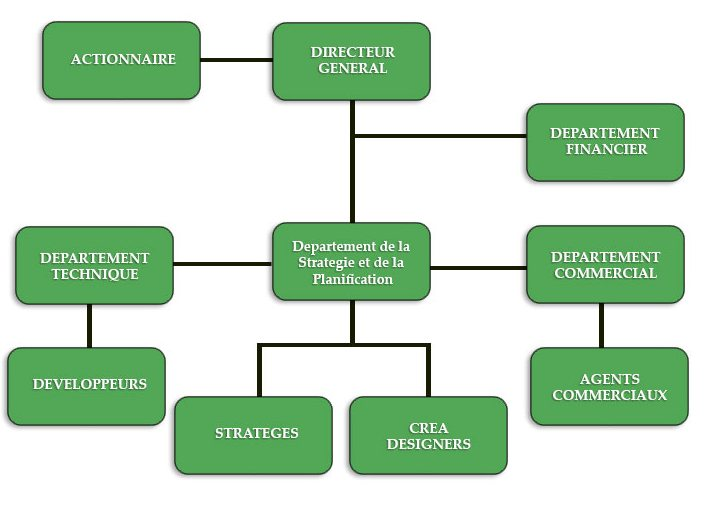 ACTIONNAIRE
DIRECTEUR
GENERAL
DEPARTEMENT
FINANCIER
DEPARTEMENT
TECHNIQUE
Departement de la
Strategie et de la
Planification
DEPARTEMENT
COMMERCIAL
DEVELOPPEURS
STRATEGES
CREA
DESIGNERS
AGENTS
COMMERCIAUX